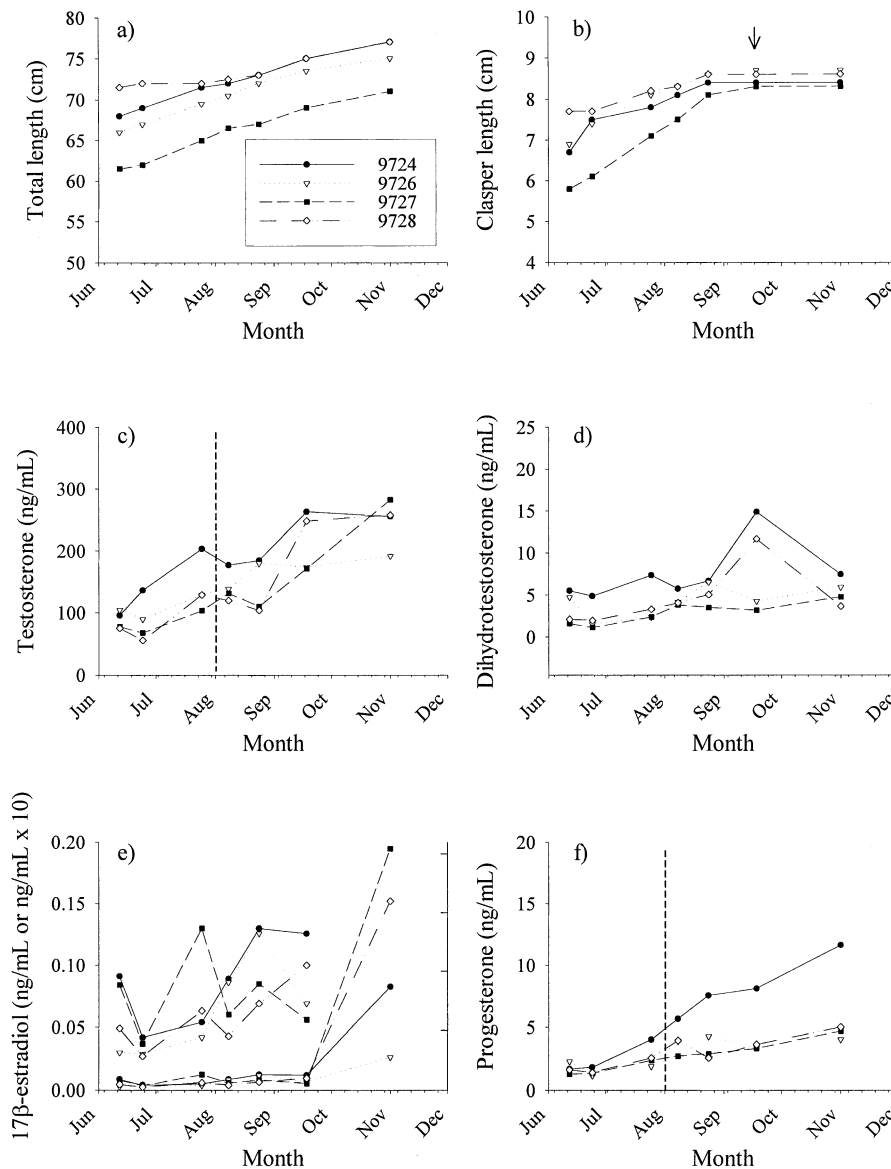 a)
Total length (cm)
80
75
70
65
60
55
50
9724
9726
9727
9728
Jun Jul Aug Sep Oct Nov Dec
Month
b)
Clasper length (cm)
10
9
8
7
6
5
4
Jun Jul Aug Sep Oct Nov Dec
Month
c)
Testosterone (ng/mL)
400
300
200
100
0
Jun Jul Aug Sep Oct Nov Dec
Month
d)
Dihydrotestosterone (ng/mL)
25
20
15
10
5
0
Jun Jul Aug Sep Oct Nov Dec
Month
e)
17β-estradiol (ng/mL or ng/mL x 10)
0.20
0.15
0.10
0.05
0.00
Jun Jul Aug Sep Oct Nov Dec
Month
f)
Progesterone (ng/mL)
20
15
10
5
0
Jun Jul Aug Sep Oct Nov Dec
Month